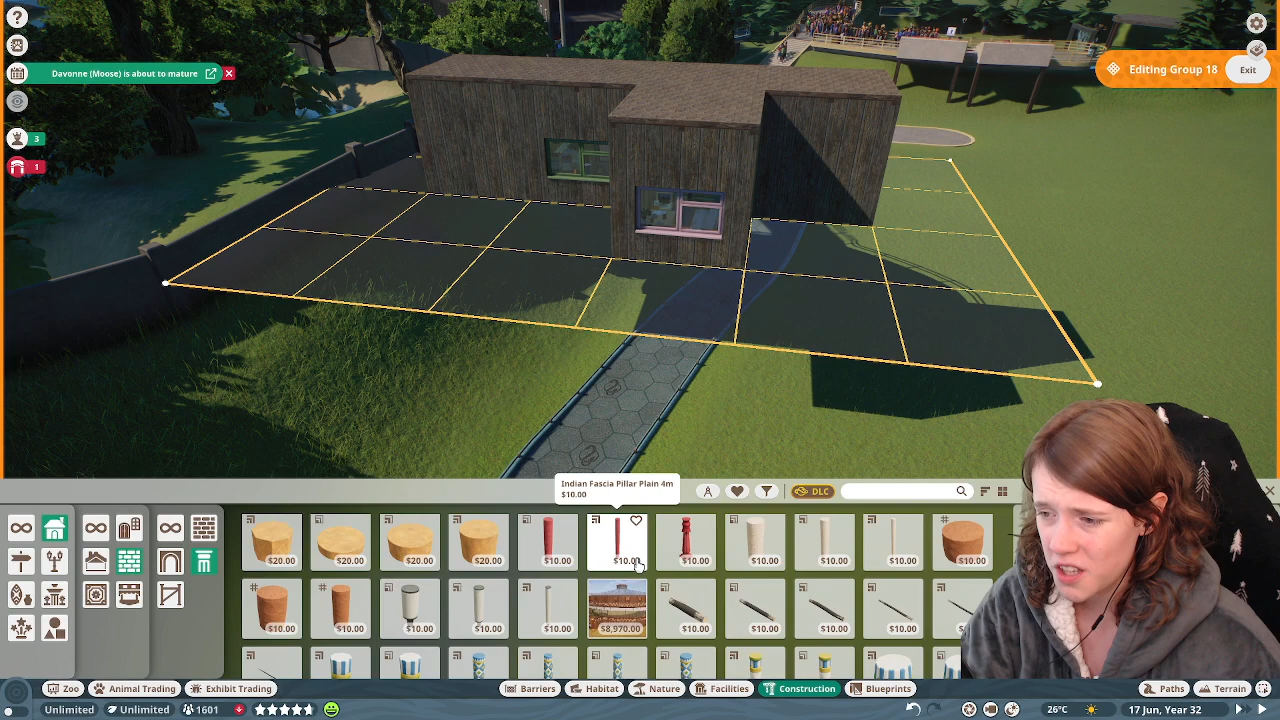 ?
Davonne (Moose) is about to mature
Editing Group 18
Exit
3
1
Indian Fascia Pillar Plain 4m
$10.00
DLC
$20.00 $20.00 $20.00 $20.00 $10.00 $10.00 $10.00 $10.00 $10.00 $10.00 $10.00
$10.00 $10.00 $10.00 $10.00 $10.00 $8,970.00 $10.00 $10.00 $10.00 $10.00
Zoo Animal Trading Exhibit Trading Barriers Habitat Nature Facilities Construction Blueprints Paths Terrain
Unlimited Unlimited 1601 26°C 17 Jun, Year 32